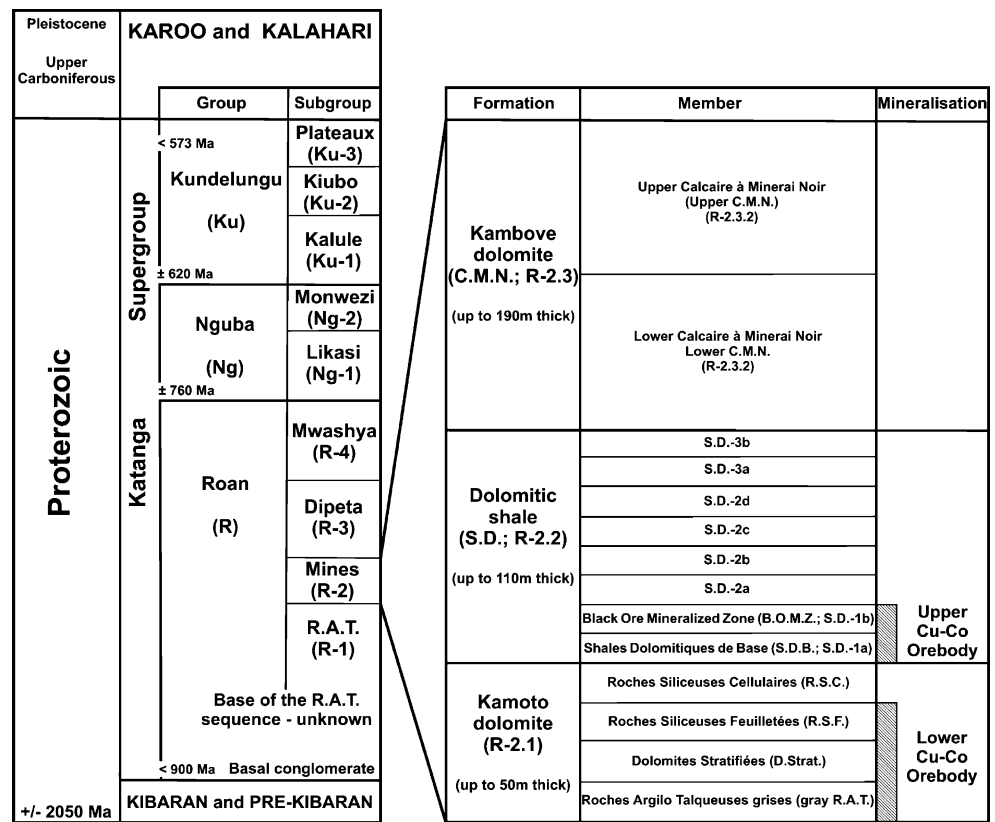 Pleistocene
Upper
Carboniferous
KAROO and KALAHARI
Group
Subgroup
Proterozoic
+/- 2050 Ma
Supergroup
Katanga
< 573 Ma
Kundelungu
(Ku)
± 620 Ma
Plateaux
(Ku-3)
Kiubo
(Ku-2)
Kalule
(Ku-1)
Nguba
(Ng)
± 760 Ma
Monwezi
(Ng-2)
Likasi
(Ng-1)
Roan
(R)
Mwashya
(R-4)
Dipeta
(R-3)
Mines
(R-2)
R.A.T.
(R-1)
Base of the R.A.T.
sequence - unknown
< 900 Ma
Basal conglomerate
KIBARAN and PRE-KIBARAN
Formation
Member
Mineralisation
Kambove
dolomite
(C.M.N.; R-2.3)
(up to 190m thick)
Upper Calcaire à Minerai Noir
(Upper C.M.N.)
(R-2.3.2)
Lower Calcaire à Minerai Noir
Lower C.M.N.
(R-2.3.2)
Dolomitic
shale
(S.D.; R-2.2)
(up to 110m thick)
S.D.-3b
S.D.-3a
S.D.-2d
S.D.-2c
S.D.-2b
S.D.-2a
Black Ore Mineralized Zone (B.O.M.Z.; S.D.-1b)
Shales Dolomitiques de Base (S.D.B.; S.D.-1a)
Upper
Cu-Co
Orebody
Kamoto
dolomite
(R-2.1)
(up to 50m thick)
Roches Siliceuses Cellulaires (R.S.C.)
Roches Siliceuses Feuilletées (R.S.F.)
Dolomites Stratifiées (D.Strat.)
Roches Argilo Talqueuses grises (gray R.A.T.)
Lower
Cu-Co
Orebody